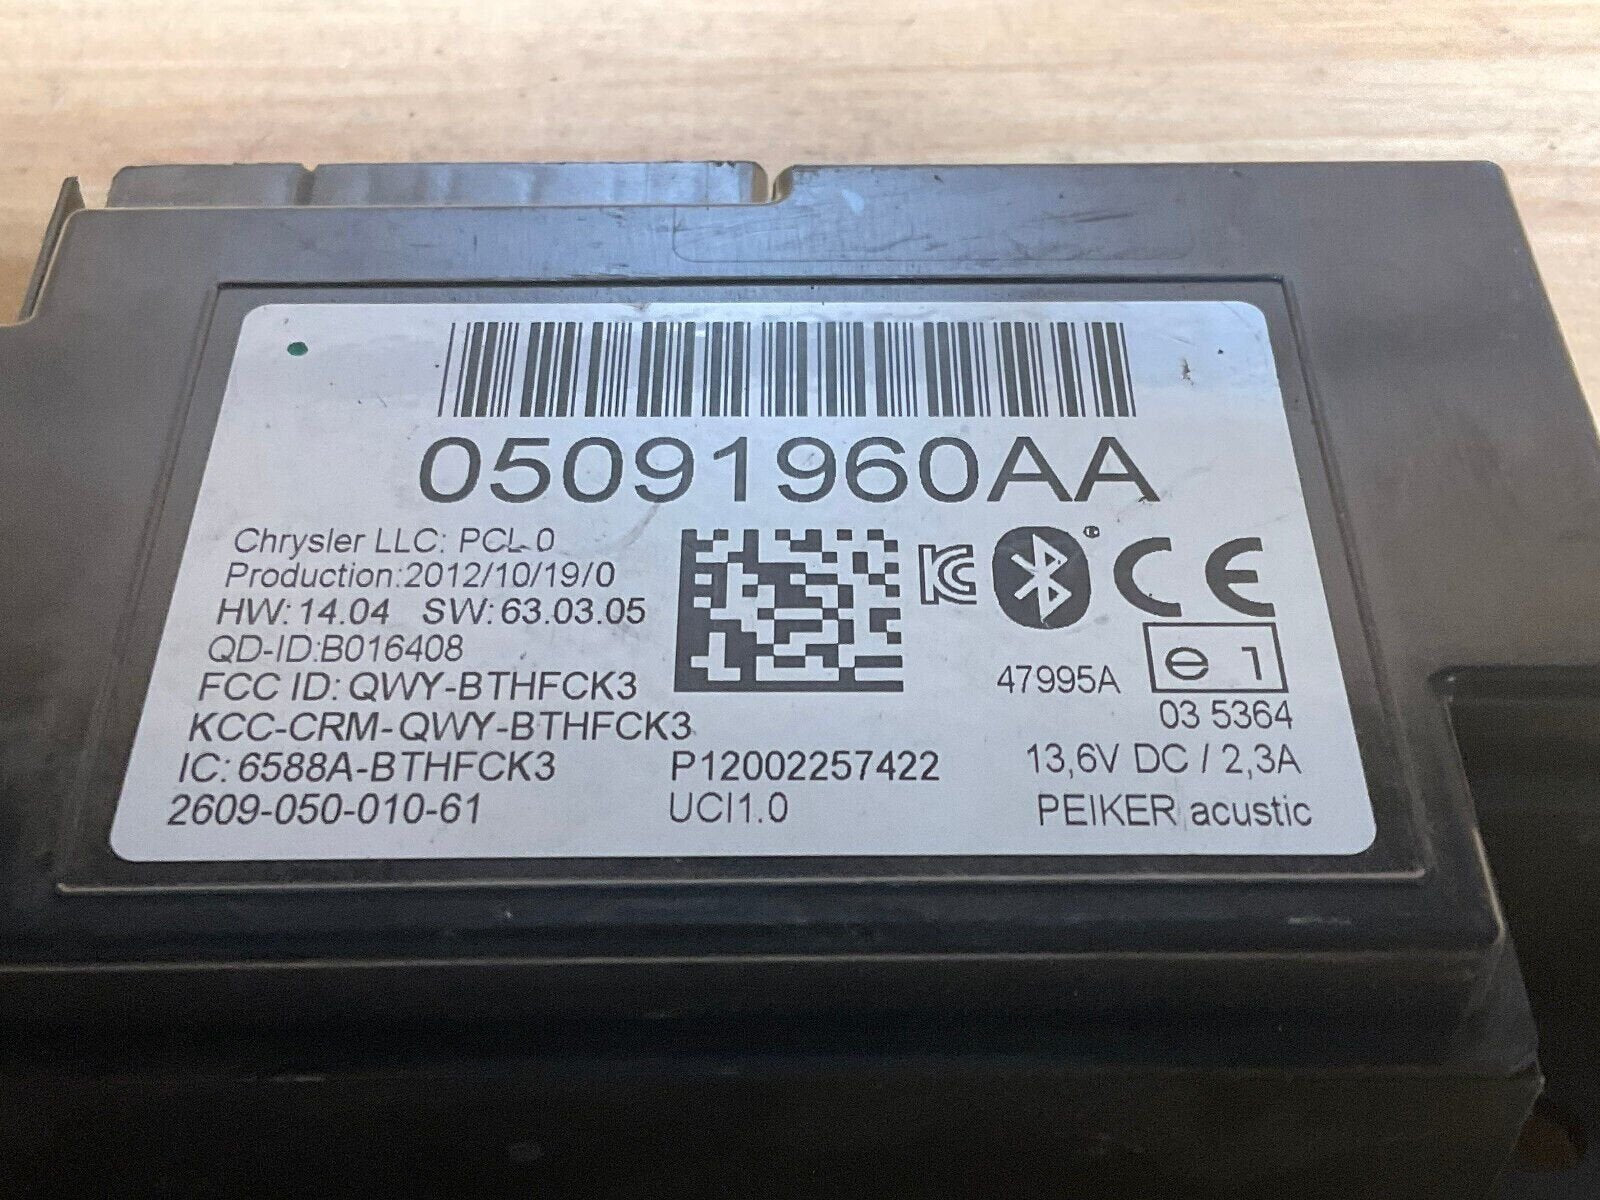 05091960AA
Chrysler LLC: PCL 0
Production:2012/10/19/0
HW: 14.04 SW: 63.03.05
QD-ID:B016408
FCC ID: QWY-BTHFCK3
KCC-CRM-QWY-BTHFCK3
IC: 6588A-BTHFCK3
2609-050-010-61
P12002257422
UCI1.0
CE
47995A
e 1
03 5364
13,6V DC / 2,3A
PEIKER acustic